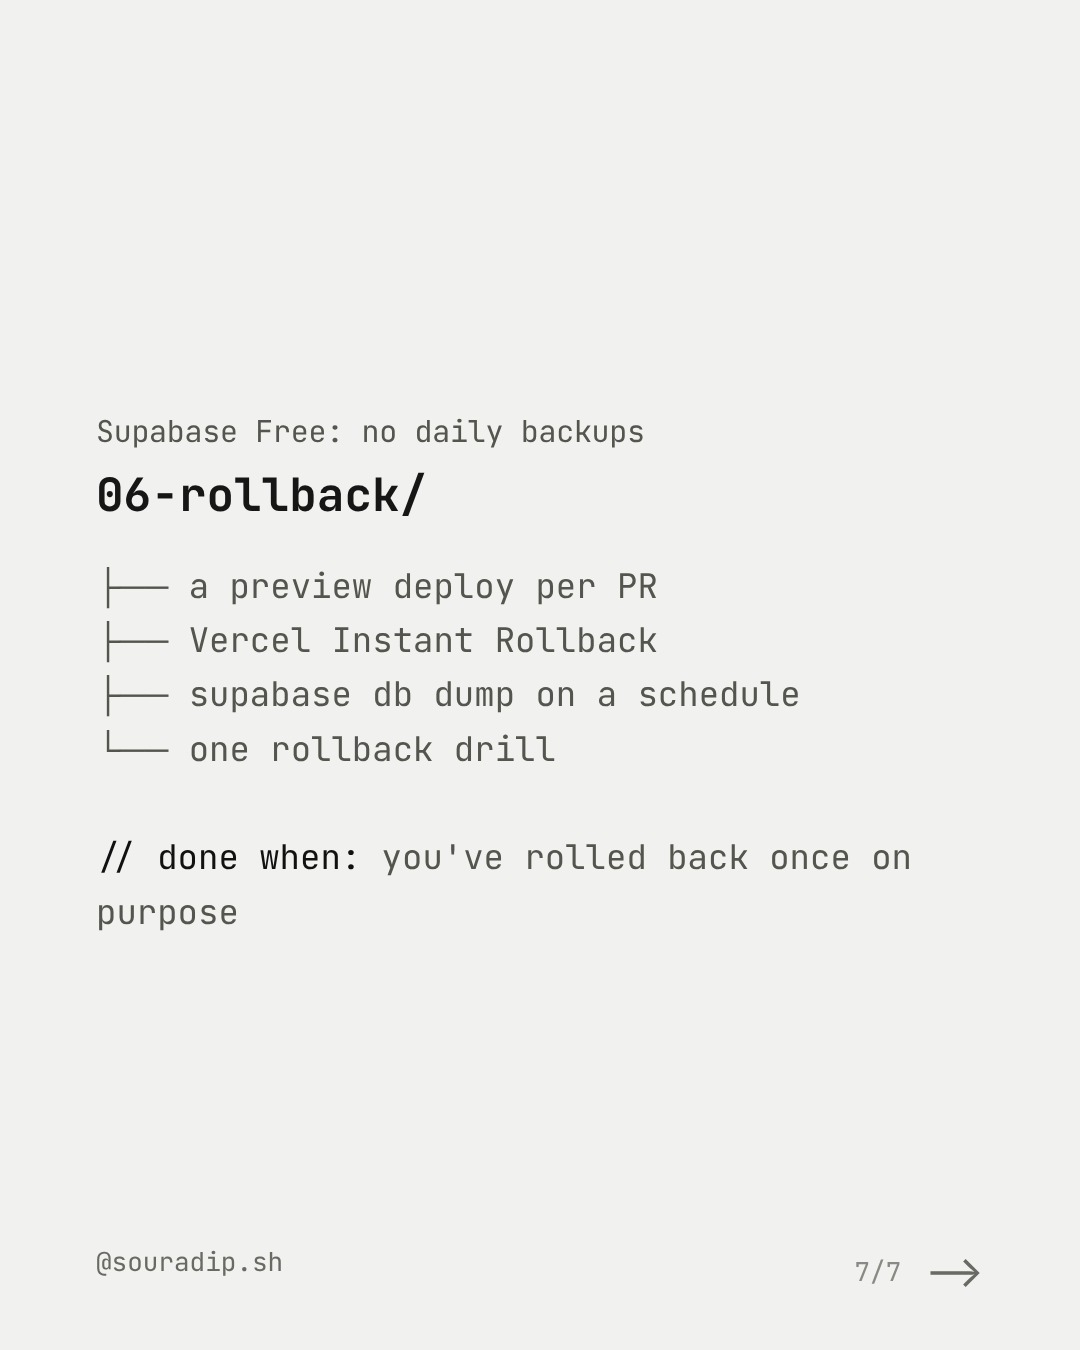 Supabase Free: no daily backups
06-rollback/
├── a preview deploy per PR
├── Vercel Instant Rollback
├── supabase db dump on a schedule
└── one rollback drill
// done when: you've rolled back once on
purpose
@souradip.sh
7/7 →